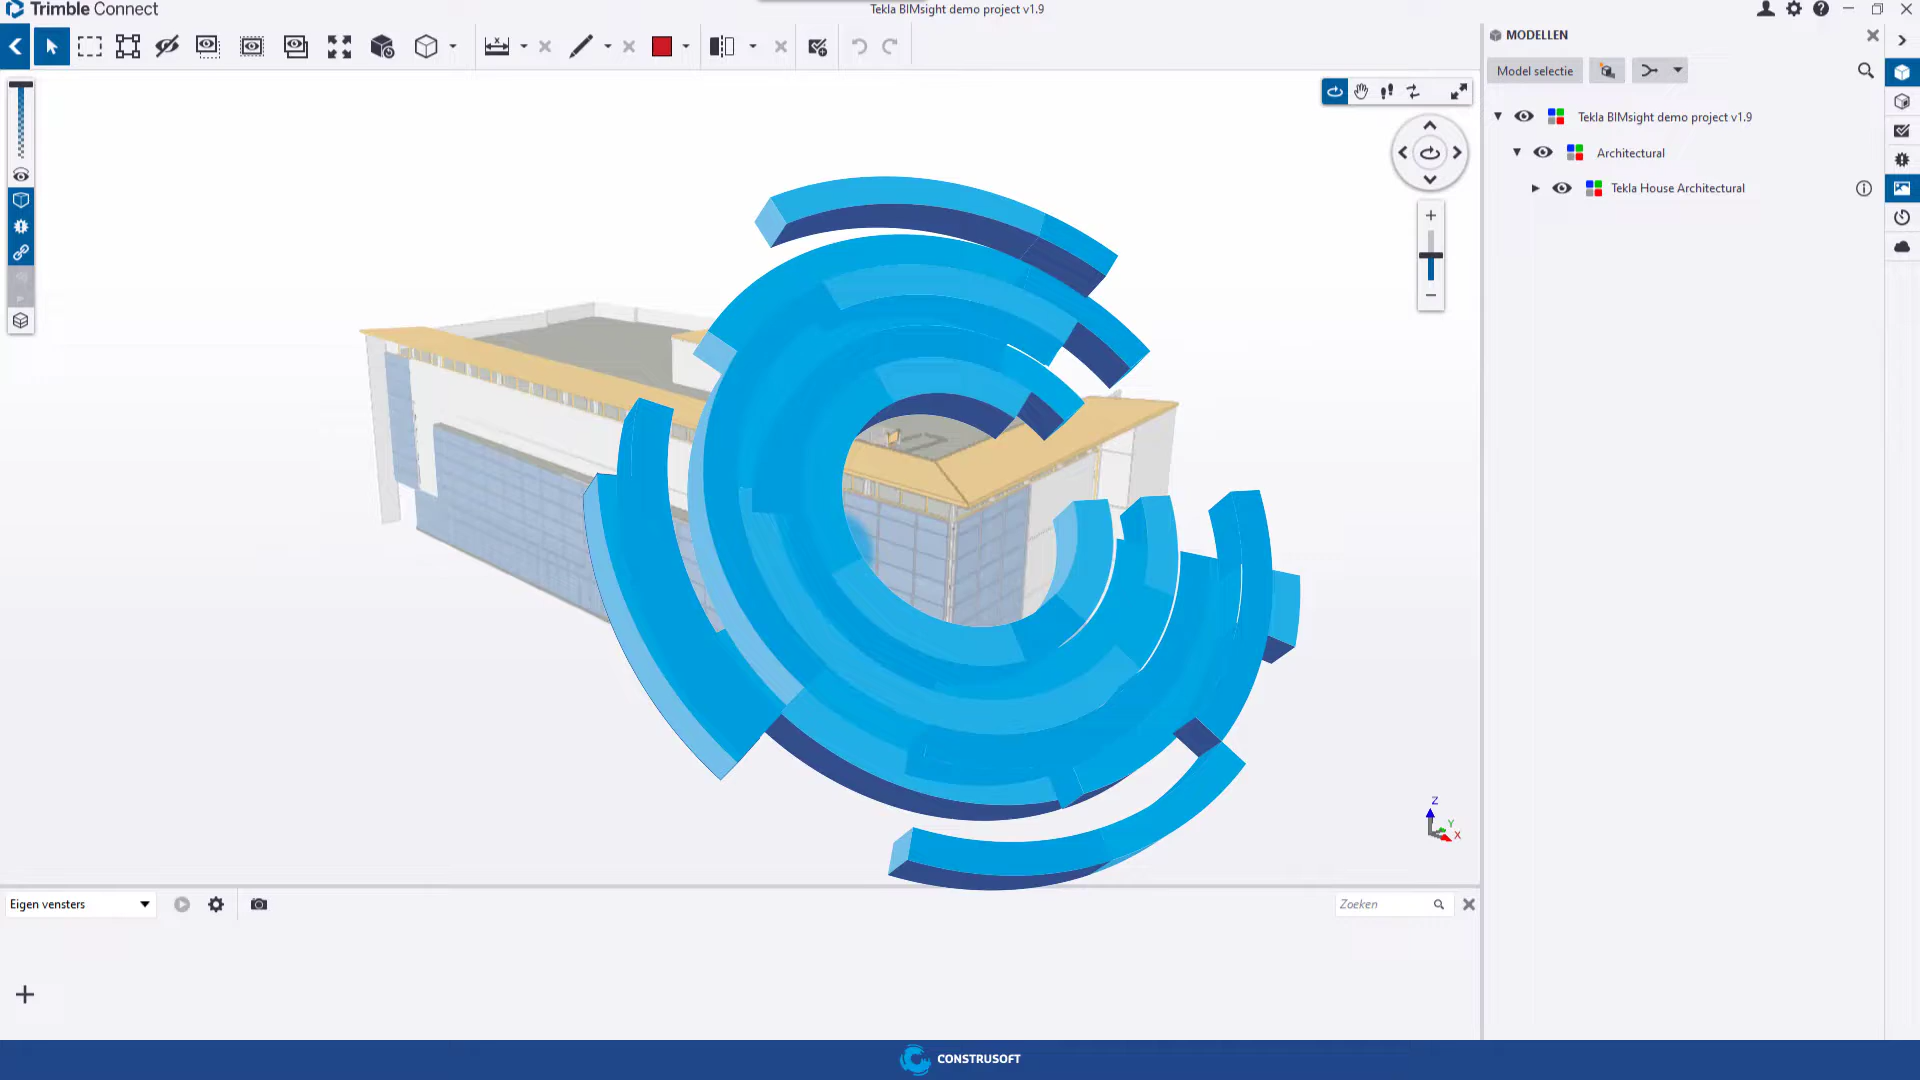 Trimble Connect
Tekla BIMsight demo project v1.9
MODELLEN
Model selectie
Tekla BIMsight demo project v1.9
Architectural
Tekla House Architectural
Z
Y
X
Eigen vensters
Zoeken
CONSTRUSOFT